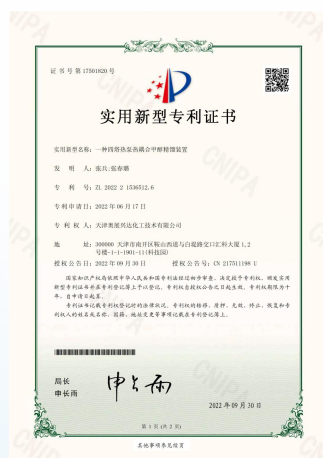 证书号第17501820号
实用新型专利证书
实用新型名称：一种四塔热泵热耦合甲醇精馏装置
发明人：张兵;张春璐
专利号：ZL 2022 2 1536512.6
专利申请日：2022年06月17日
专利权人：天津奥展兴达化工技术有限公司
地址：300000 天津市南开区鞍山西道与白堤路交口汇科大厦1,2
号楼-1-1-1901-11(科技园)
授权公告日：2022年09月30日 授权公告号：CN 217511198 U
国家知识产权局依照中华人民共和国专利法经过初步审查，决定授予专利权，颁发实用
新型专利证书并在专利登记簿上予以登记。专利权自授权公告之日起生效。专利权期限为十
年，自申请日起算。
专利证书记载专利权登记时的法律状况。专利权的转移、质押、无效、终止、恢复和专
利权人的姓名或名称、国籍、地址变更等事项记载在专利登记簿上。
局长
申长雨
申长雨
2022年09月30日
第 1 页 (共 2 页)
其他事项参见续页
CNIPA